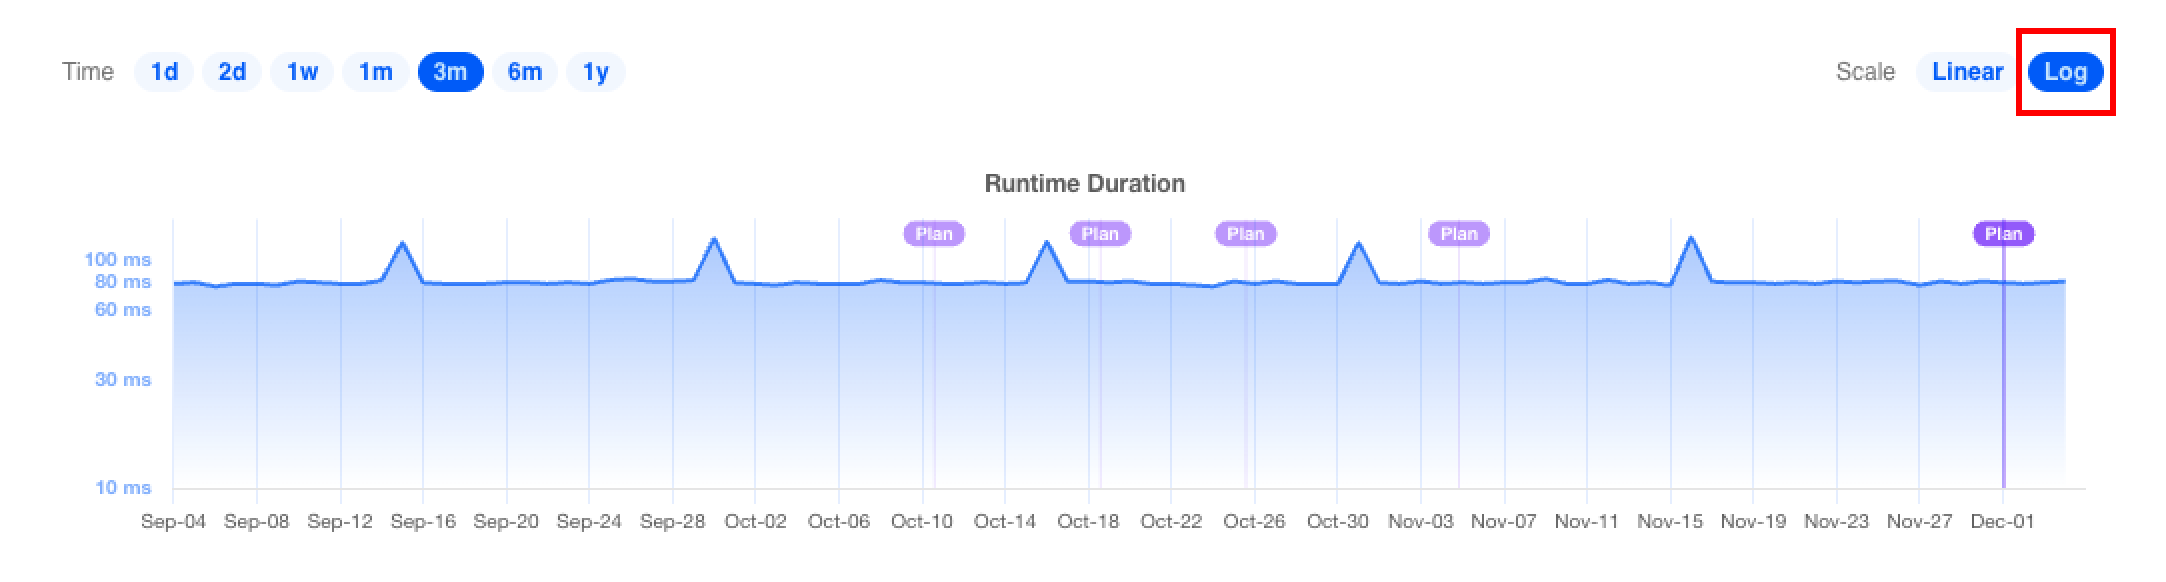 Time 1d 2d 1w 1m 3m 6m 1y Scale Linear Log
Runtime Duration
Plan Plan Plan Plan Plan
100 ms
80 ms
60 ms
30 ms
10 ms
Sep-04 Sep-08 Sep-12 Sep-16 Sep-20 Sep-24 Sep-28 Oct-02 Oct-06 Oct-10 Oct-14 Oct-18 Oct-22 Oct-26 Oct-30 Nov-03 Nov-07 Nov-11 Nov-15 Nov-19 Nov-23 Nov-27 Dec-01